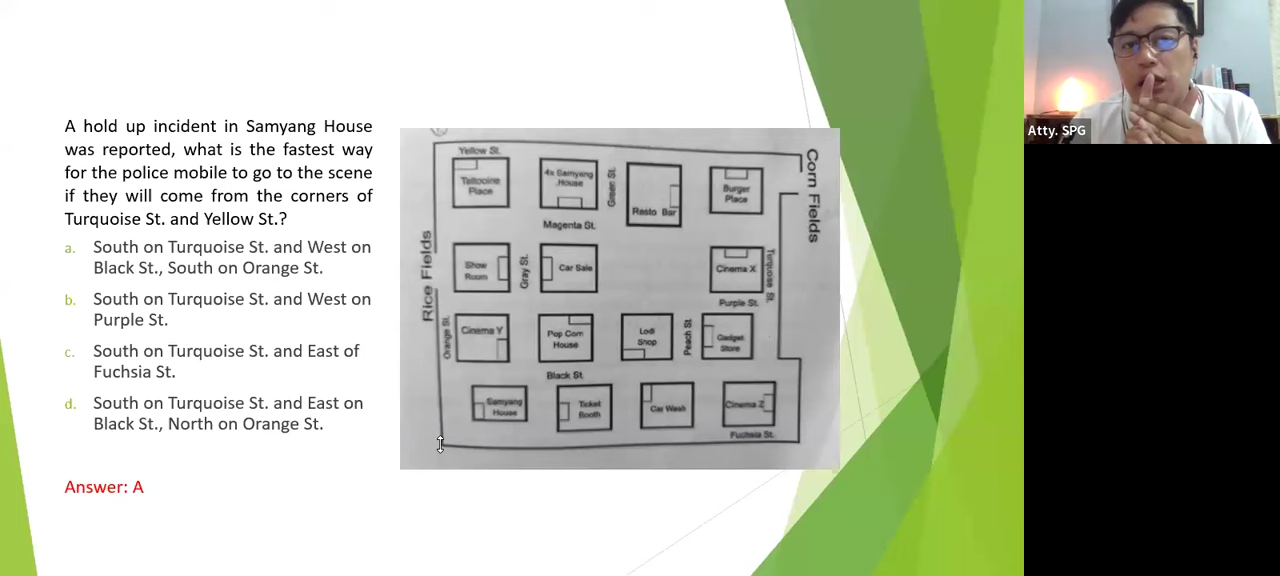 A hold up incident in Samyang House
was reported, what is the fastest way
for the police mobile to go to the scene
if they will come from the corners of
Turquoise St. and Yellow St.?
a. South on Turquoise St. and West on
Black St., South on Orange St.
b. South on Turquoise St. and West on
Purple St.
c. South on Turquoise St. and East of
Fuchsia St.
d. South on Turquoise St. and East on
Black St., North on Orange St.
Answer: A
Yellow St.
Place
4x Samyang
House
Green St.
Resto Bar
Burger
Place
Corn Fields
Magenta St.
Rice Fields
Show
Room
Gray St.
Car Sale
Cinema X
Turquoise St.
Purple St.
Orange St.
Cinema Y
Pop Corn
House
Lodi
Shop
Peach St.
Gadget
Store
Black St.
Samyang
House
Ticket
Booth
Car Wash
Cinema Z
Fuchsia St.
Atty. SPG